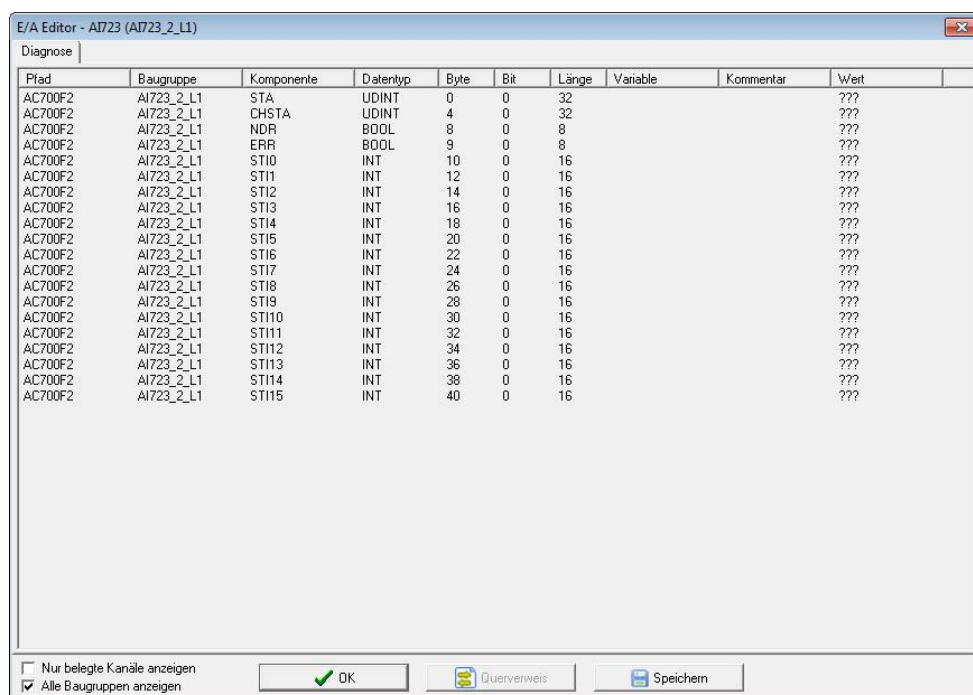 E/A Editor - AI723 (AI723_2_L1)
Diagnose
Pfad Baugruppe Komponente Datentyp Byte Bit Länge Variable Kommentar Wert
AC700F2 AI723_2_L1 STA UDINT 0 0 32 ???
AC700F2 AI723_2_L1 CHSTA UDINT 4 0 32 ???
AC700F2 AI723_2_L1 NDR BOOL 8 0 8 ???
AC700F2 AI723_2_L1 ERR BOOL 9 0 8 ???
AC700F2 AI723_2_L1 STI0 INT 10 0 16 ???
AC700F2 AI723_2_L1 STI1 INT 12 0 16 ???
AC700F2 AI723_2_L1 STI2 INT 14 0 16 ???
AC700F2 AI723_2_L1 STI3 INT 16 0 16 ???
AC700F2 AI723_2_L1 STI4 INT 18 0 16 ???
AC700F2 AI723_2_L1 STI5 INT 20 0 16 ???
AC700F2 AI723_2_L1 STI6 INT 22 0 16 ???
AC700F2 AI723_2_L1 STI7 INT 24 0 16 ???
AC700F2 AI723_2_L1 STI8 INT 26 0 16 ???
AC700F2 AI723_2_L1 STI9 INT 28 0 16 ???
AC700F2 AI723_2_L1 STI10 INT 30 0 16 ???
AC700F2 AI723_2_L1 STI11 INT 32 0 16 ???
AC700F2 AI723_2_L1 STI12 INT 34 0 16 ???
AC700F2 AI723_2_L1 STI13 INT 36 0 16 ???
AC700F2 AI723_2_L1 STI14 INT 38 0 16 ???
AC700F2 AI723_2_L1 STI15 INT 40 0 16 ???
Nur belegte Kanäle anzeigen
Alle Baugruppen anzeigen
OK Querverweis Speichern